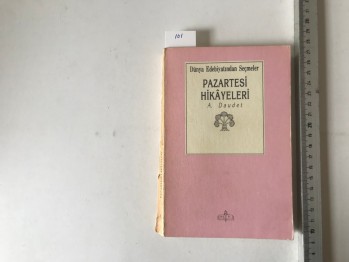 101
Dünya Edebiyatından Seçmeler
PAZARTESİ
HİKÂYELERİ
A. Daudet